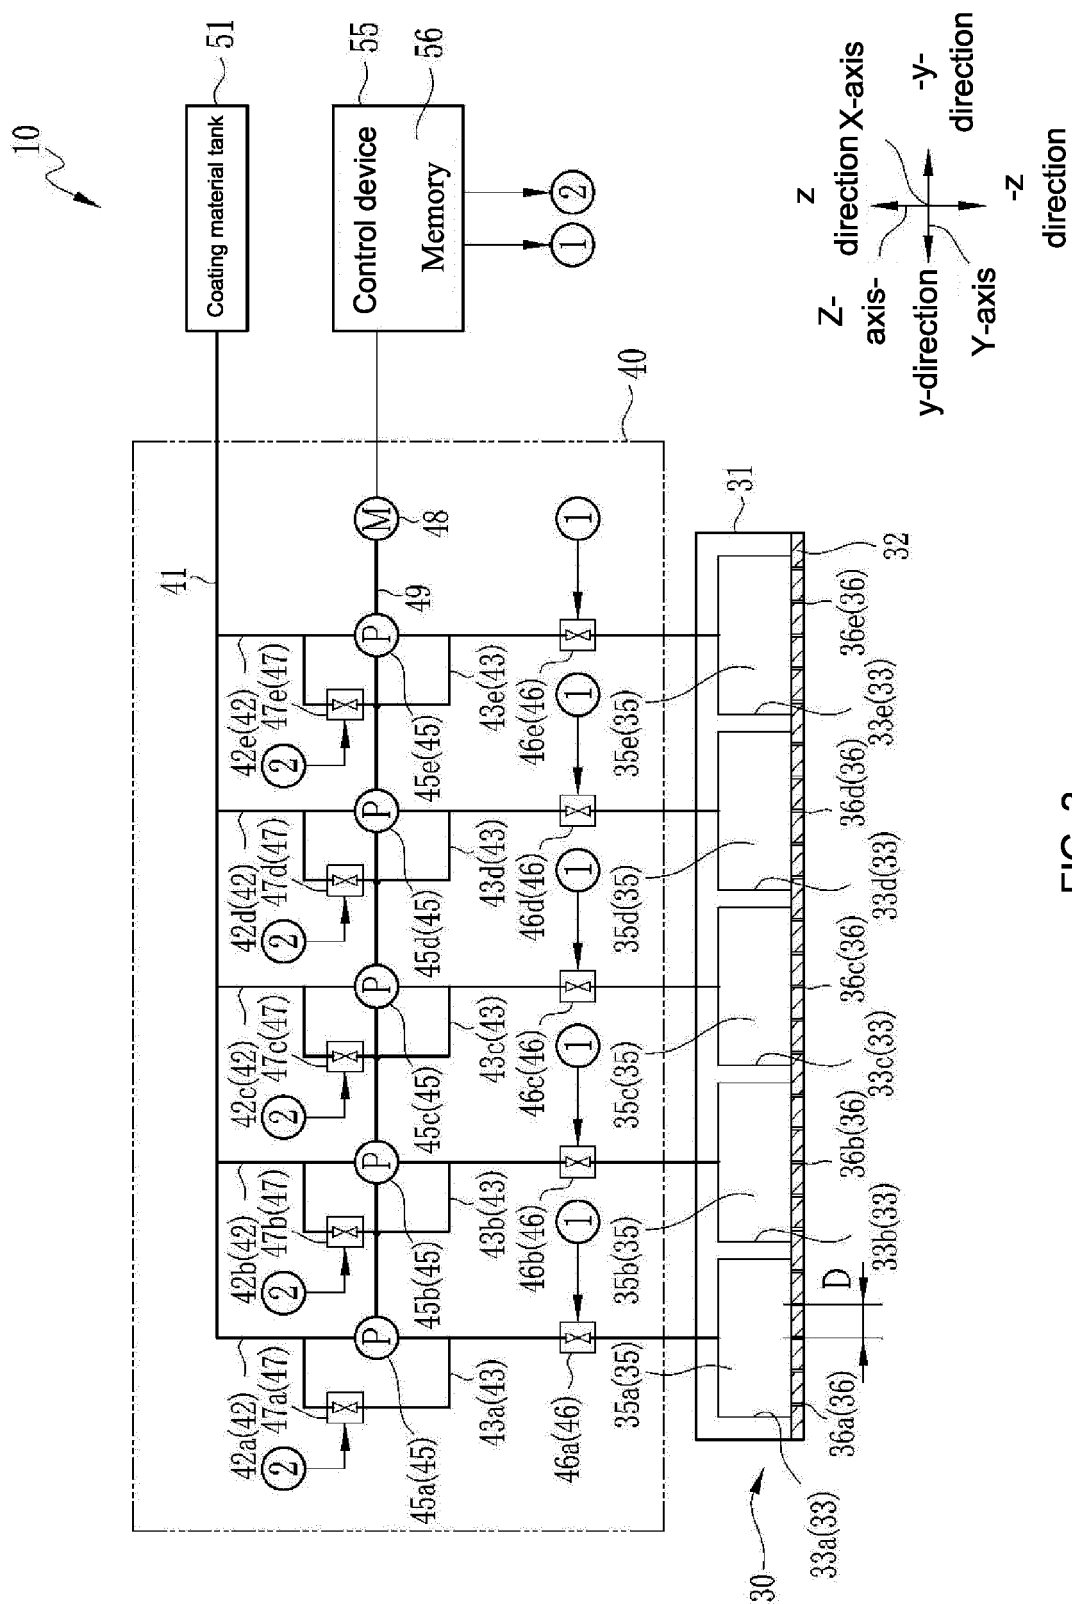 10
41
Coating material tank
51
42a(42)
47a(47)
2
42b(42)
47b(47)
2
42c(42)
47c(47)
2
42d(42)
47d(47)
2
42e(42)
47e(47)
2
P
P
P
P
P
M
48
49
Control device
Memory
55
56
1
2
45a(45)
45b(45)
45c(45)
45d(45)
45e(45)
43a(43)
43b(43)
43c(43)
43d(43)
43e(43)
46a(46)
1
46b(46)
1
46c(46)
1
46d(46)
1
46e(46)
1
40
35a(35)
35b(35)
35c(35)
35d(35)
35e(35)
31
30
33a(33)
36a(36)
D
33b(33)
36b(36)
33c(33)
36c(36)
33d(33)
36d(36)
33e(33)
36e(36)
32
z
direction
X-axis
Z-
axis-
y-direction
-y-
direction
Y-axis
-z
direction
FIG.